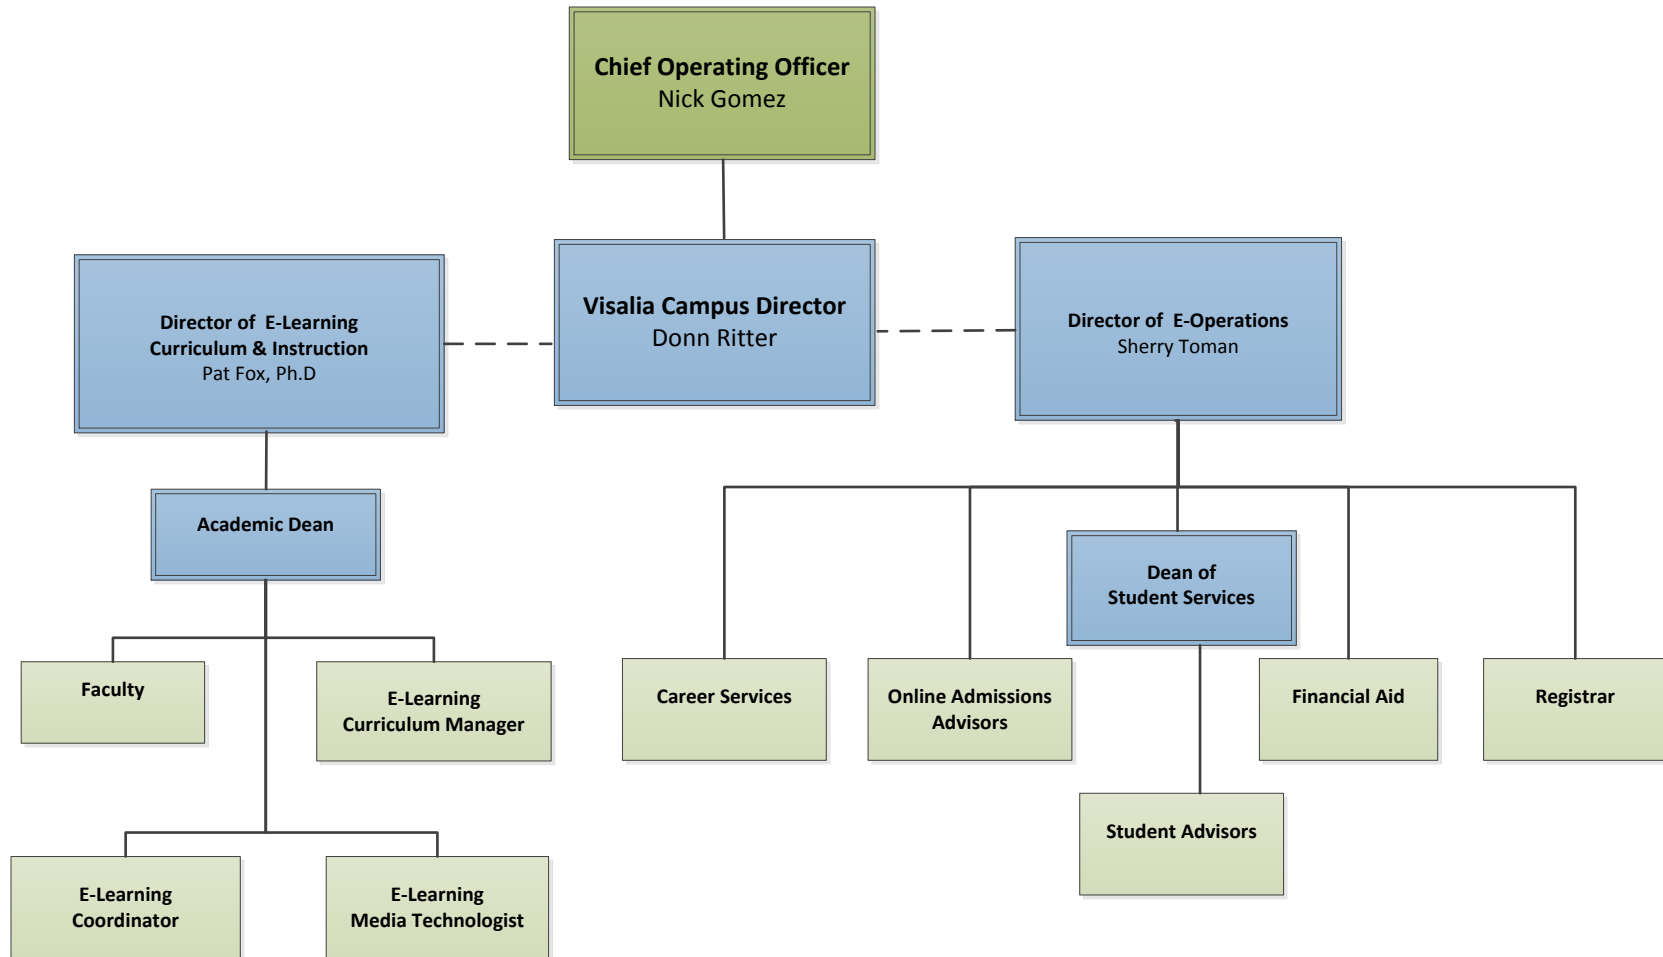 Chief Operating Officer
Nick Gomez
Director of E-Learning
Curriculum & Instruction
Pat Fox, Ph.D
Visalia Campus Director
Donn Ritter
Director of E-Operations
Sherry Toman
Academic Dean
Dean of
Student Services
Faculty
E-Learning
Curriculum Manager
Career Services
Online Admissions
Advisors
Financial Aid
Registrar
Student Advisors
E-Learning
Coordinator
E-Learning
Media Technologist